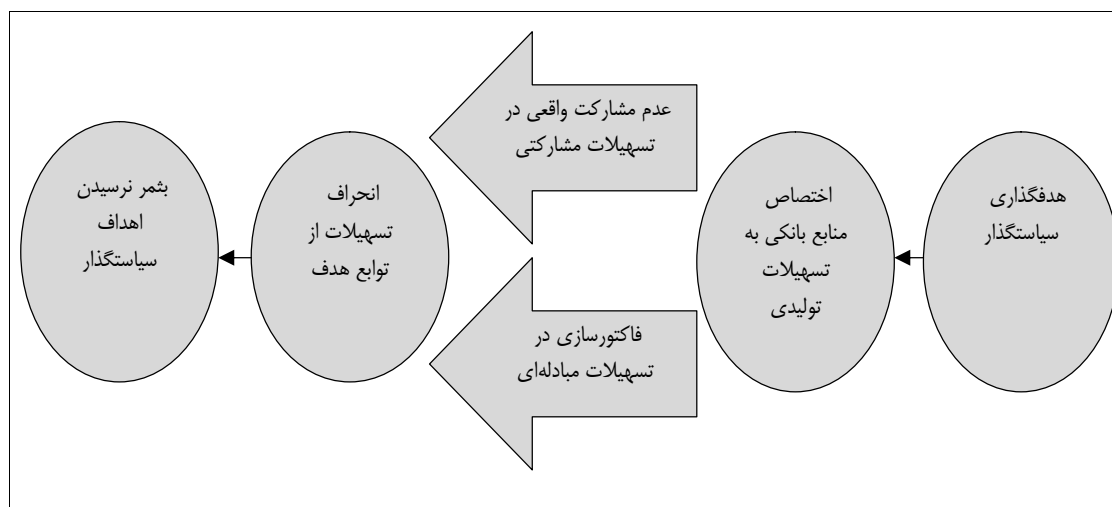 هدفگذاری
سیاستگذار
اختصاص
منابع بانکی به
تسهیلات
تولیدی
عدم مشارکت واقعی در
تسهیلات مشارکتی
فاکتورسازی در
تسهیلات مبادله‌ای
انحراف
تسهیلات از
توابع هدف
بثمر نرسیدن
اهداف
سیاستگذار